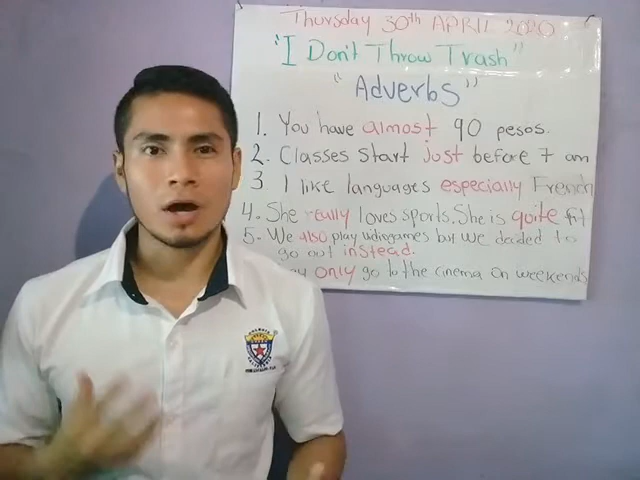 Thursday 30th APRIL 2020
"I Don't Throw Trash"
"Adverbs"
1. You have almost 90 pesos.
2. Classes start just before 7 am
3. I like languages especially French
4. She really loves sports. She is quite fit
5. We also play videogames but we decided to
go out instead.
only go to the cinema on weekends